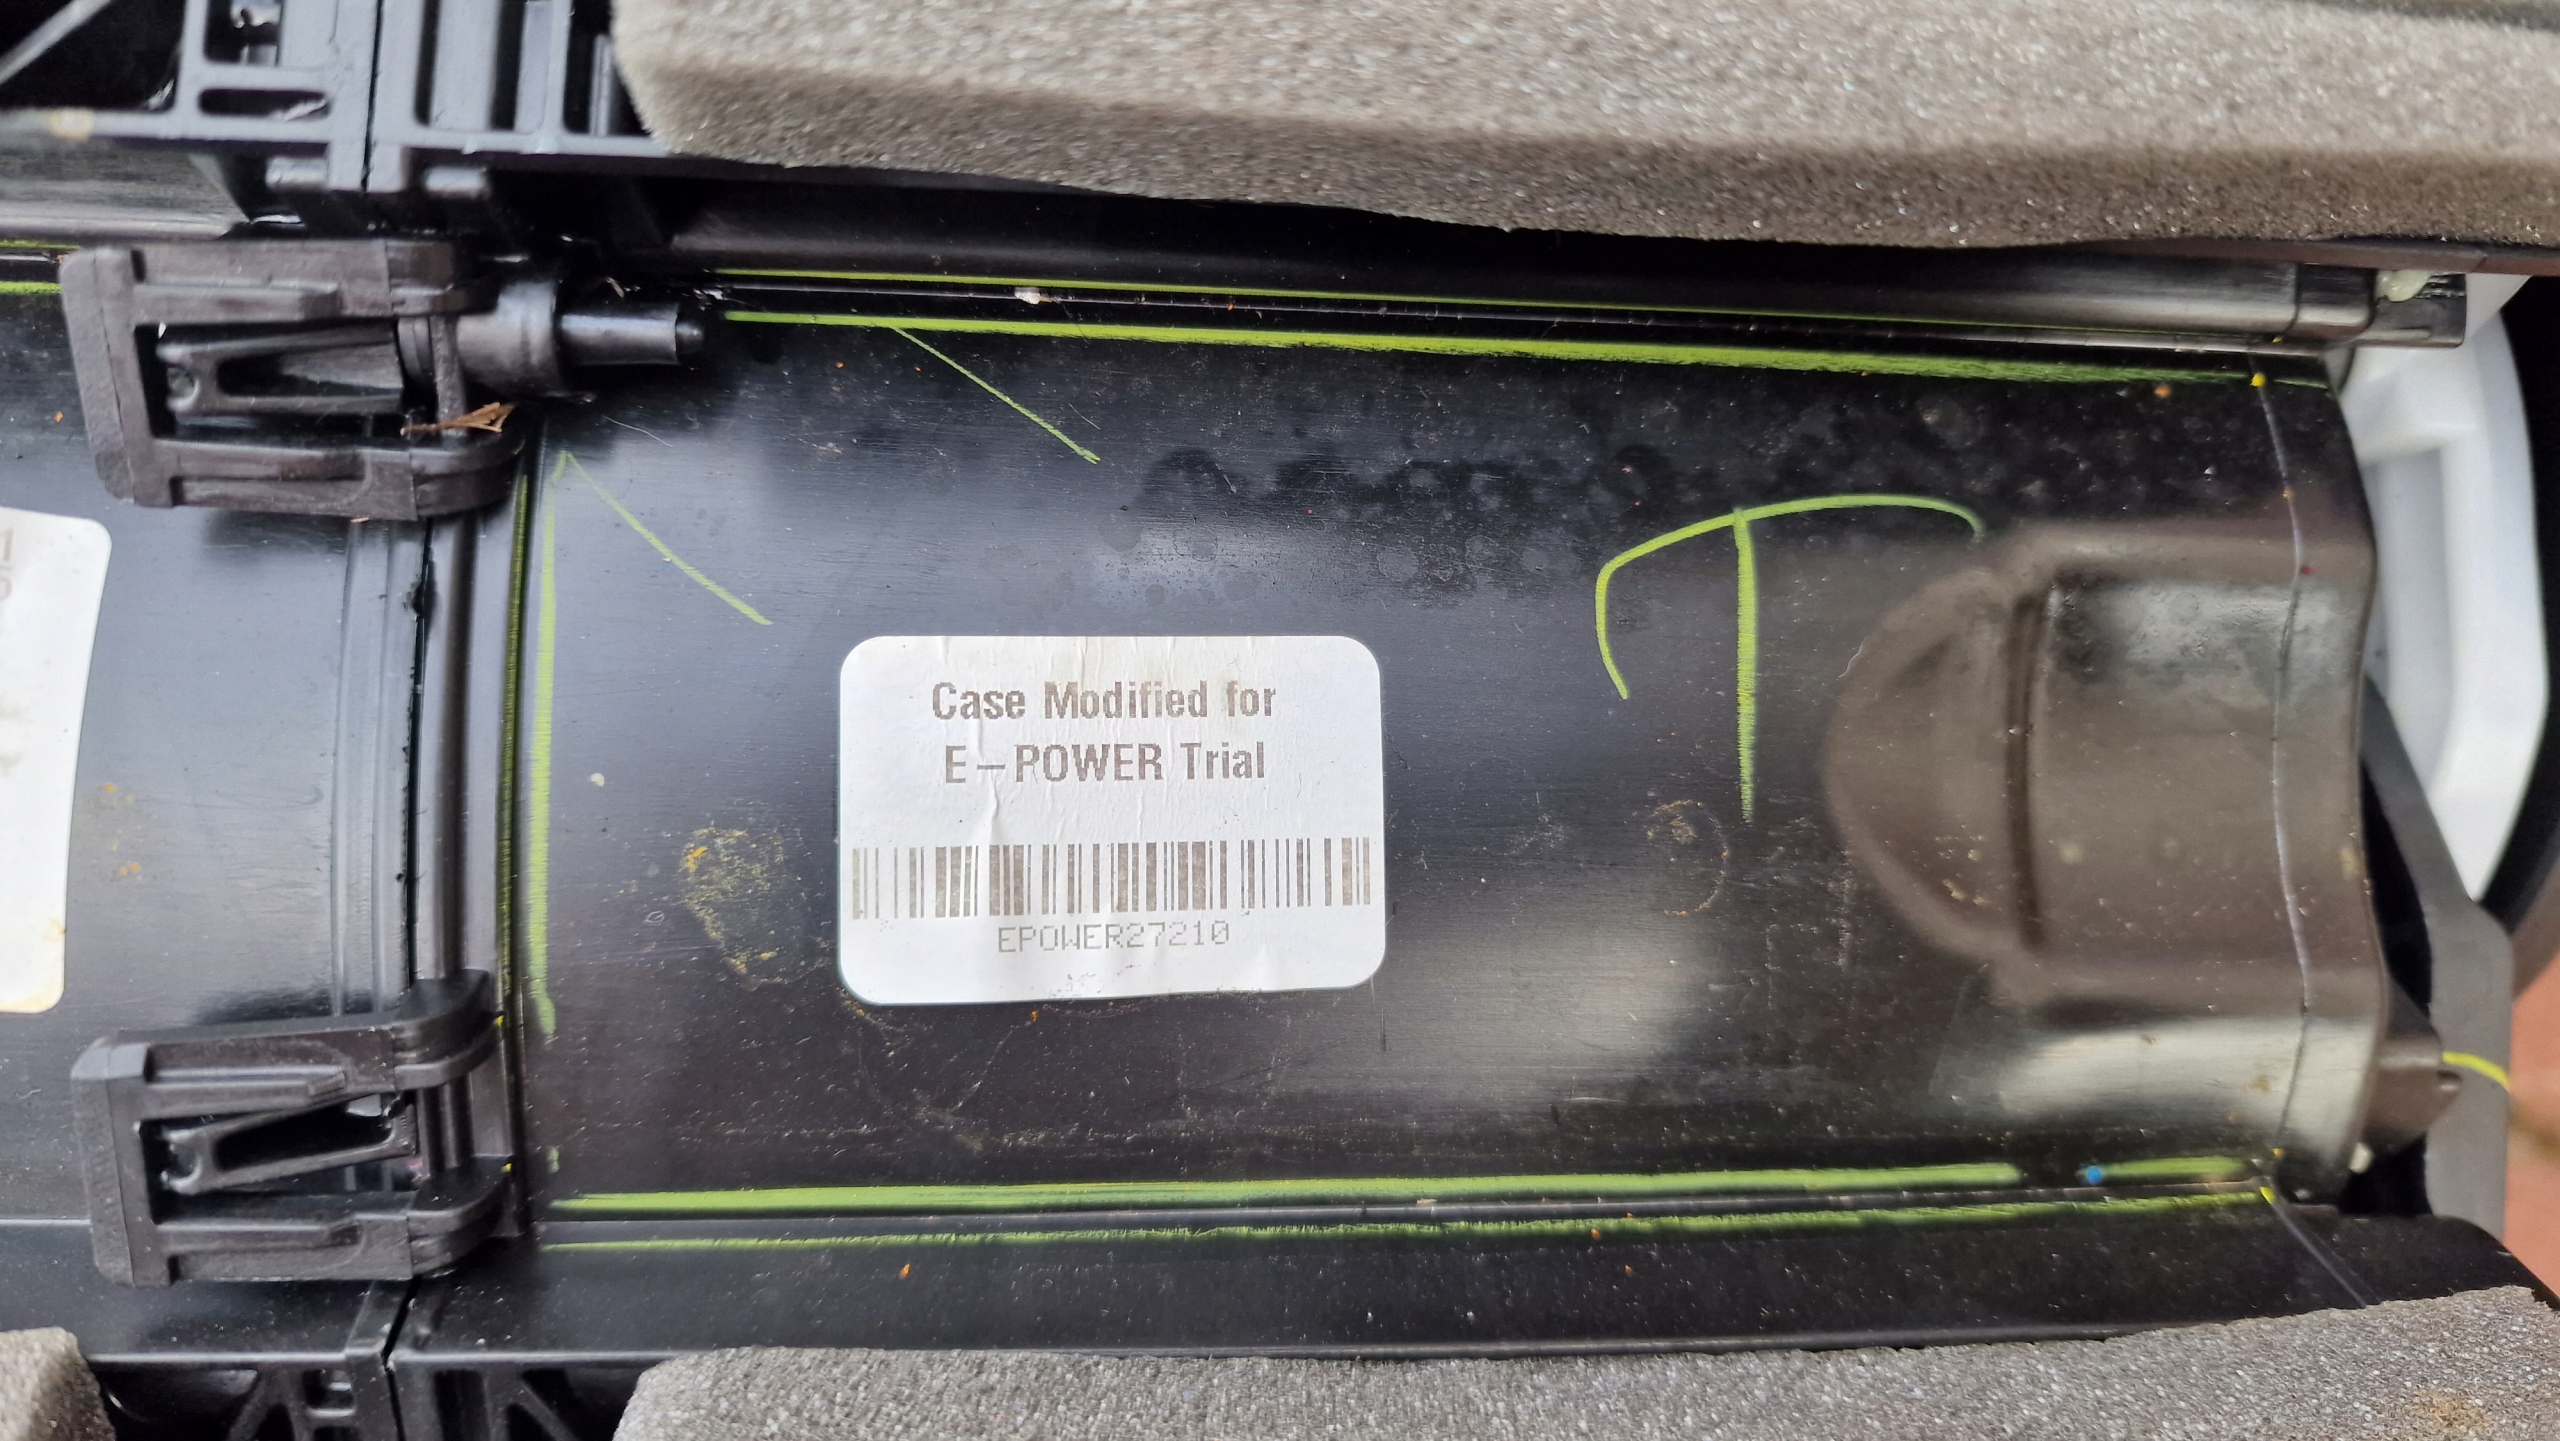 Case Modified for
E-POWER Trial
EPOWER27210
T